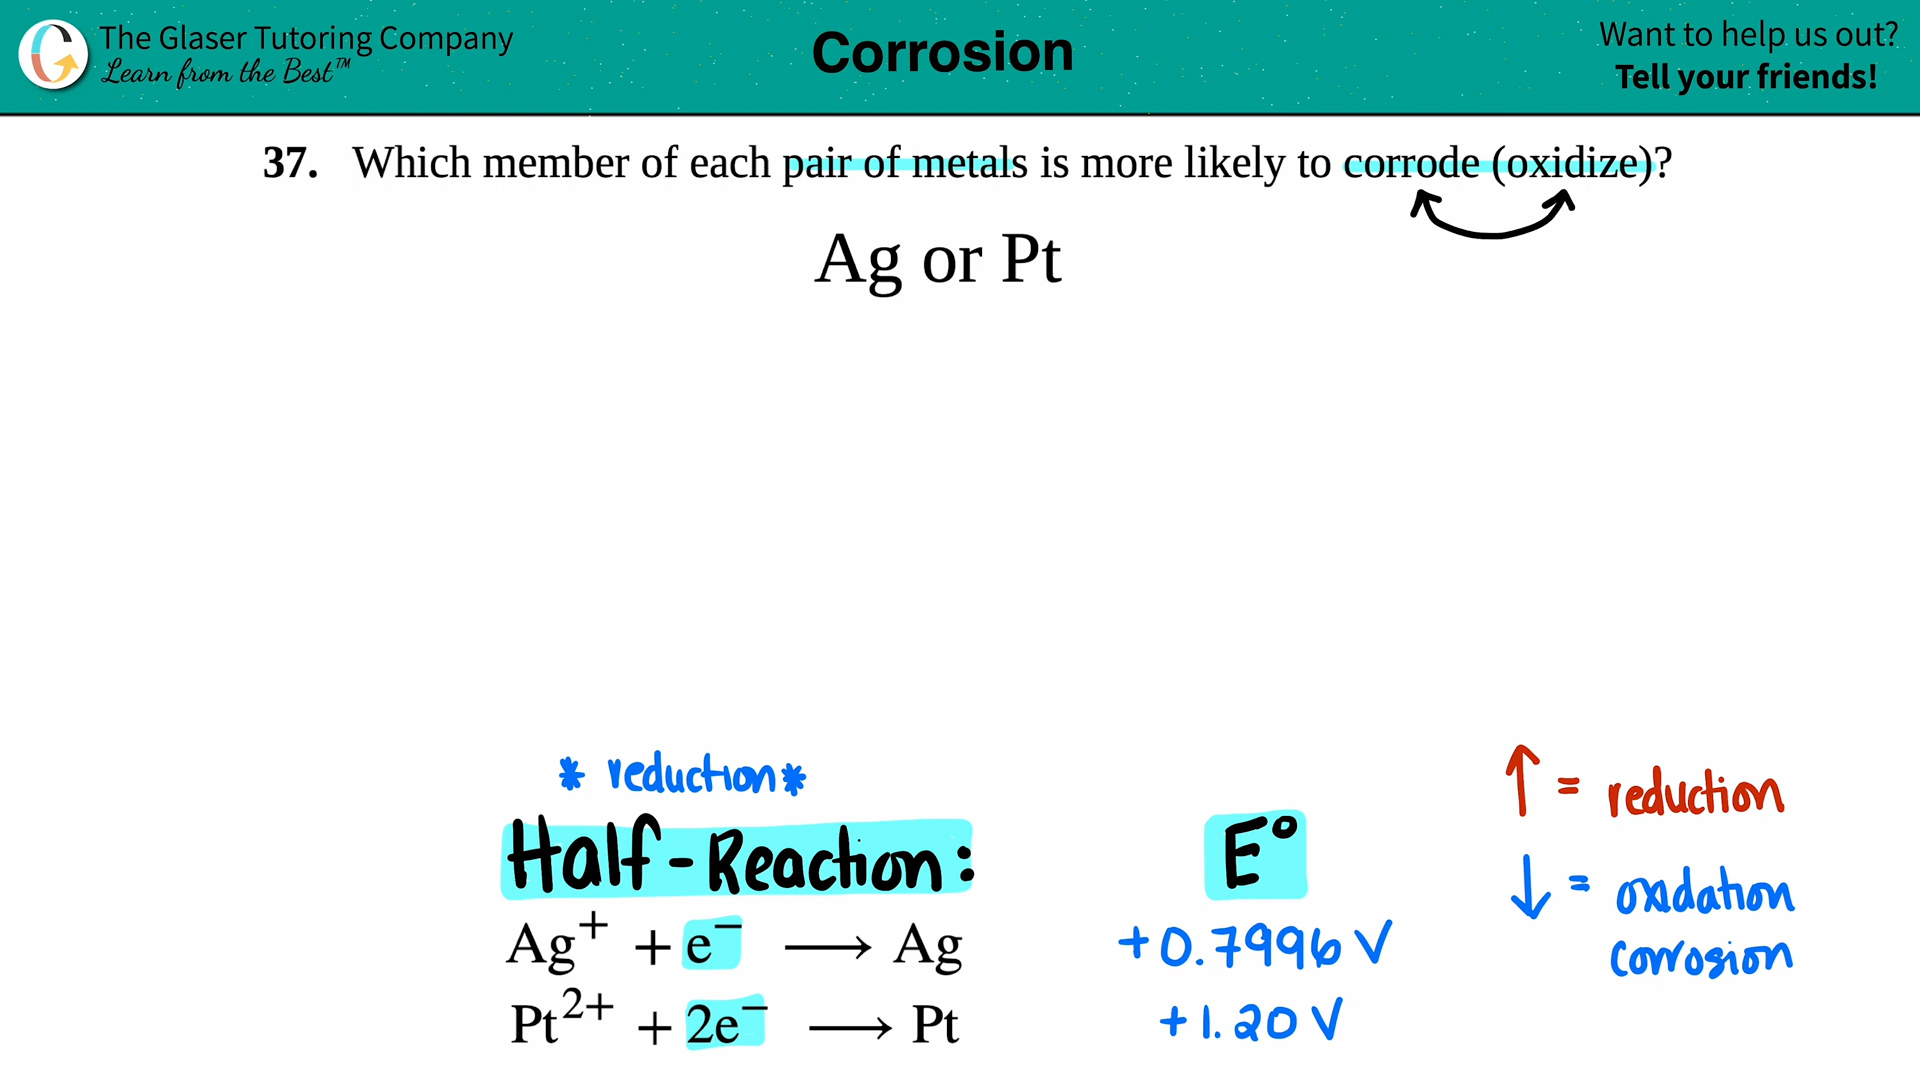 The Glaser Tutoring Company
Learn from the Best™
Corrosion
Want to help us out?
Tell your friends!
37. Which member of each pair of metals is more likely to corrode (oxidize)?
Ag or Pt
* reduction *
Half-Reaction: E°
Ag⁺ + e⁻ ⟶ Ag +0.7996 V
Pt²⁺ + 2e⁻ ⟶ Pt +1.20 V
↑ = reduction
↓ = oxidation
corrosion